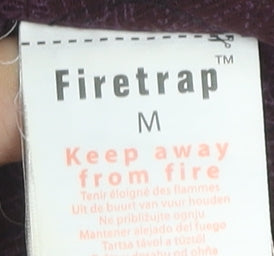 Firetrap™
M
Keep away
from fire
Tenir éloigné des flammes
Uit de buurt van vuur houden
Ne približujte ognju
Mantener alejado del fuego
Tartsa távol a tűztől